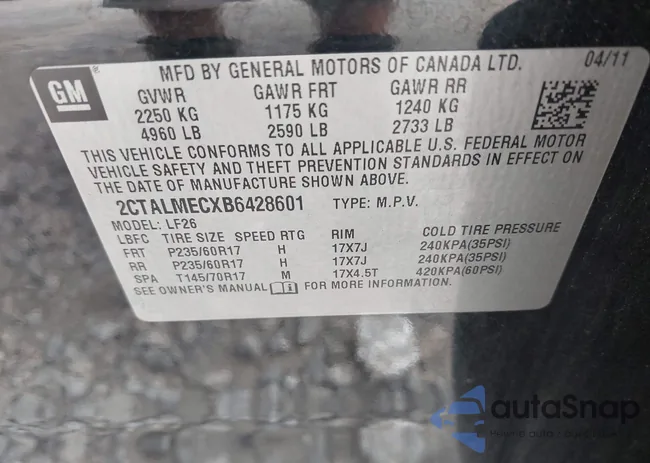 MFD BY GENERAL MOTORS OF CANADA LTD. 04/11
GM
GVWR GAWR FRT GAWR RR
2250 KG 1175 KG 1240 KG
4960 LB 2590 LB 2733 LB
THIS VEHICLE CONFORMS TO ALL APPLICABLE U.S. FEDERAL MOTOR
VEHICLE SAFETY AND THEFT PREVENTION STANDARDS IN EFFECT ON
THE DATE OF MANUFACTURE SHOWN ABOVE.
2CTALMECXB6428601 TYPE: M.P.V.
MODEL: LF26
LBFC TIRE SIZE SPEED RTG RIM COLD TIRE PRESSURE
FRT P235/60R17 H 17X7J 240KPA(35PSI)
RR P235/60R17 H 17X7J 240KPA(35PSI)
SPA T145/70R17 M 17X4.5T 420KPA(60PSI)
SEE OWNER'S MANUAL FOR MORE INFORMATION.
autoSnap